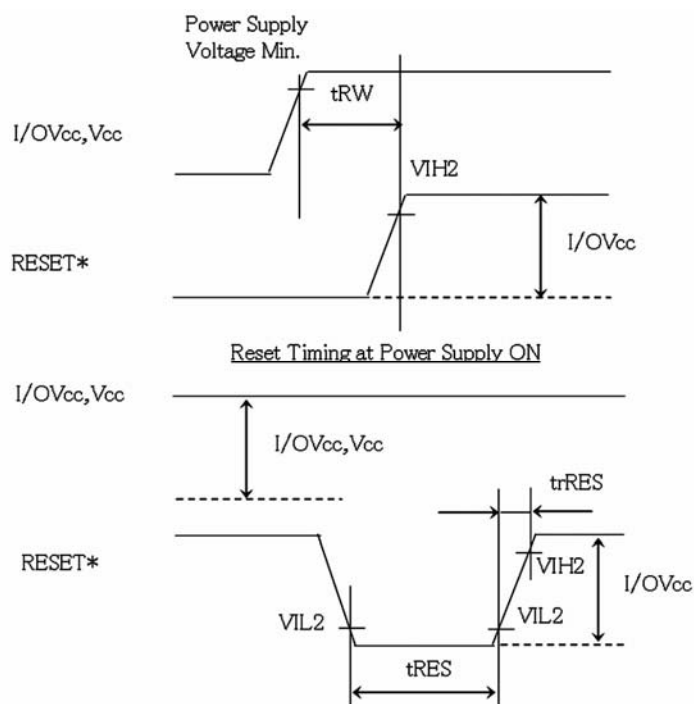 Power Supply
Voltage Min.
tRW
I/OVcc,Vcc
VIH2
I/OVcc
RESET*
Reset Timing at Power Supply ON
I/OVcc,Vcc
I/OVcc,Vcc
trRES
RESET*
VIH2
I/OVcc
VIL2
VIL2
tRES